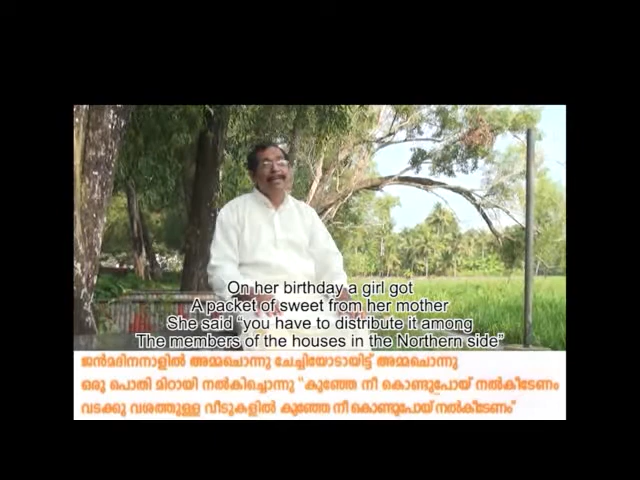 On her birthday a girl got
A packet of sweet from her mother
She said “you have to distribute it among
The members of the houses in the Northern side”
ജൻമദിനനാളിൽ അമ്മചൊന്നു ചേച്ചിയോടായിട്ട് അമ്മചൊന്നു
ഒരു പൊതി മിഠായി നൽകിച്ചൊന്നു "കുഞ്ഞേ നീ കൊണ്ടുപ്രോയ് നൽകീടേണം
വടക്കു വശത്തുള്ള വീടുകളിൽ കുഞ്ഞേ നീ കൊണ്ടുപോയ് നൽകീടേണം"